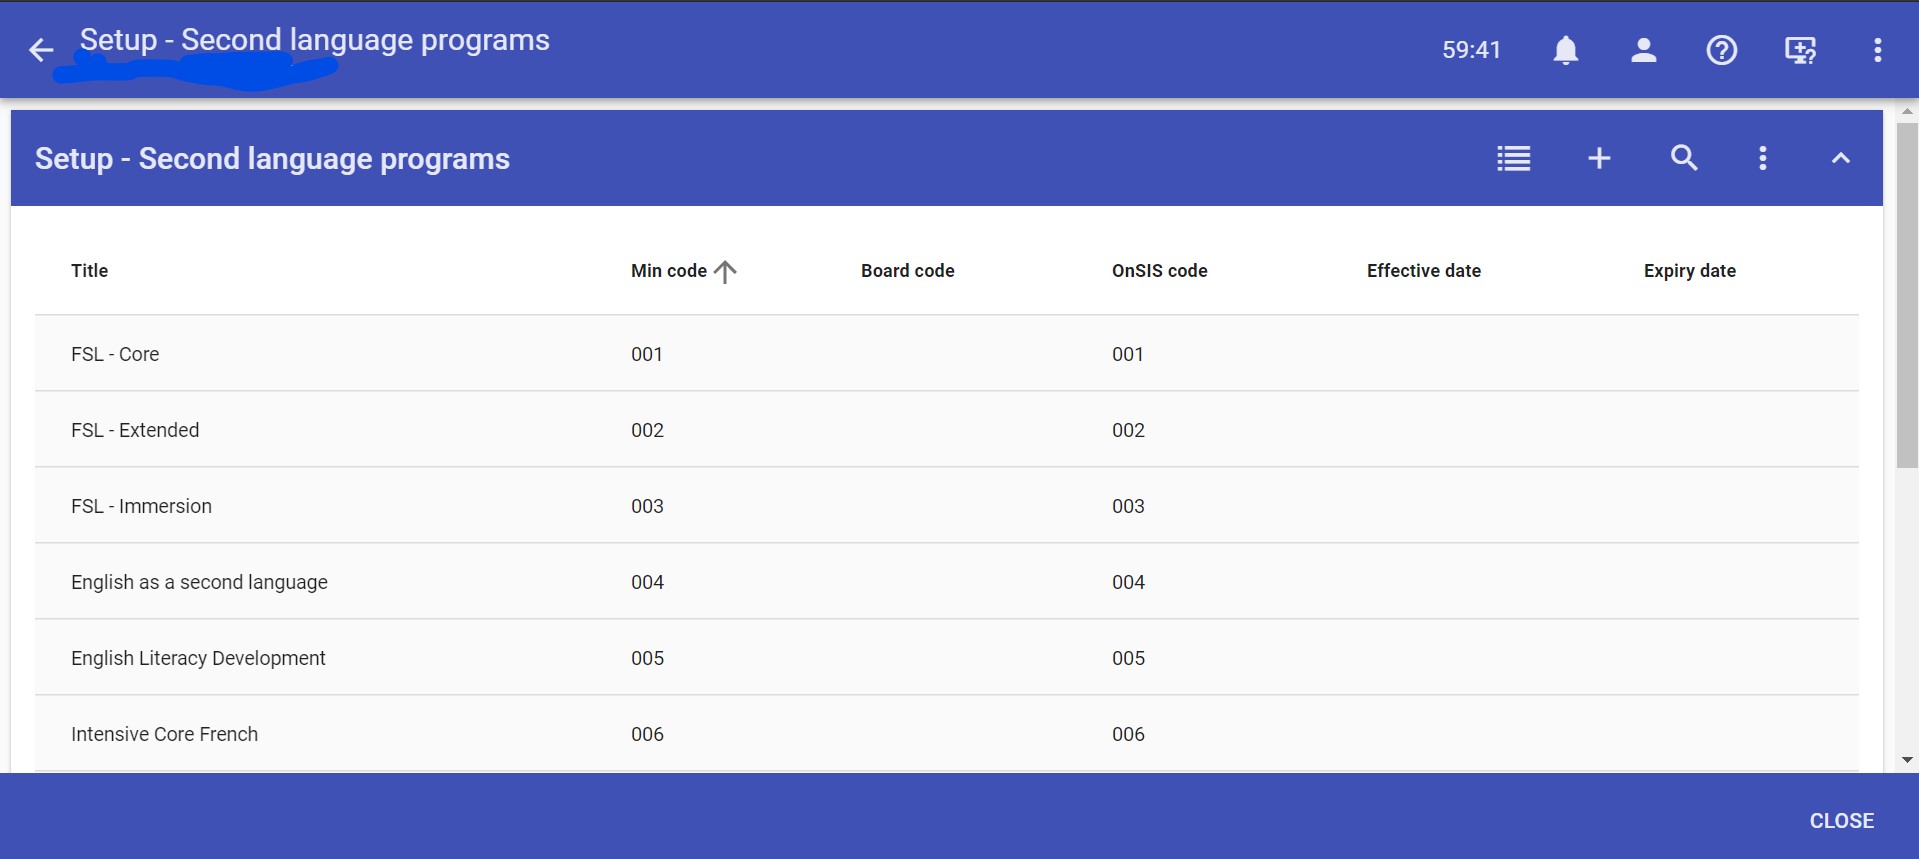 Setup - Second language programs
59:41
Setup - Second language programs
Title Min code Board code OnSIS code Effective date Expiry date
FSL - Core 001 001
FSL - Extended 002 002
FSL - Immersion 003 003
English as a second language 004 004
English Literacy Development 005 005
Intensive Core French 006 006
CLOSE